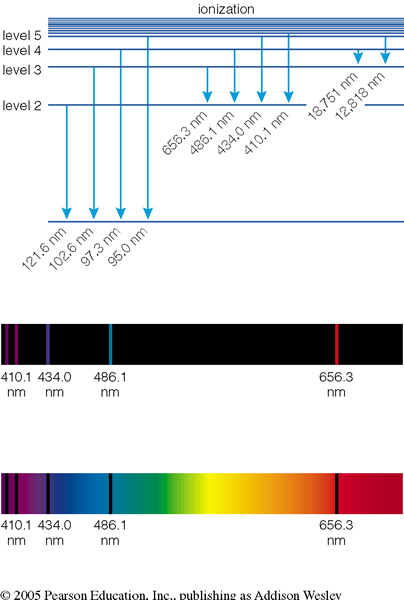 ionization
level 5
level 4
level 3
level 2
656.3 nm
486.1 nm
434.0 nm
410.1 nm
18,751 nm
12,818 nm
121.6 nm
102.6 nm
97.3 nm
95.0 nm
410.1 434.0 486.1 656.3
nm nm nm nm
410.1 434.0 486.1 656.3
nm nm nm nm
© 2005 Pearson Education, Inc., publishing as Addison Wesley